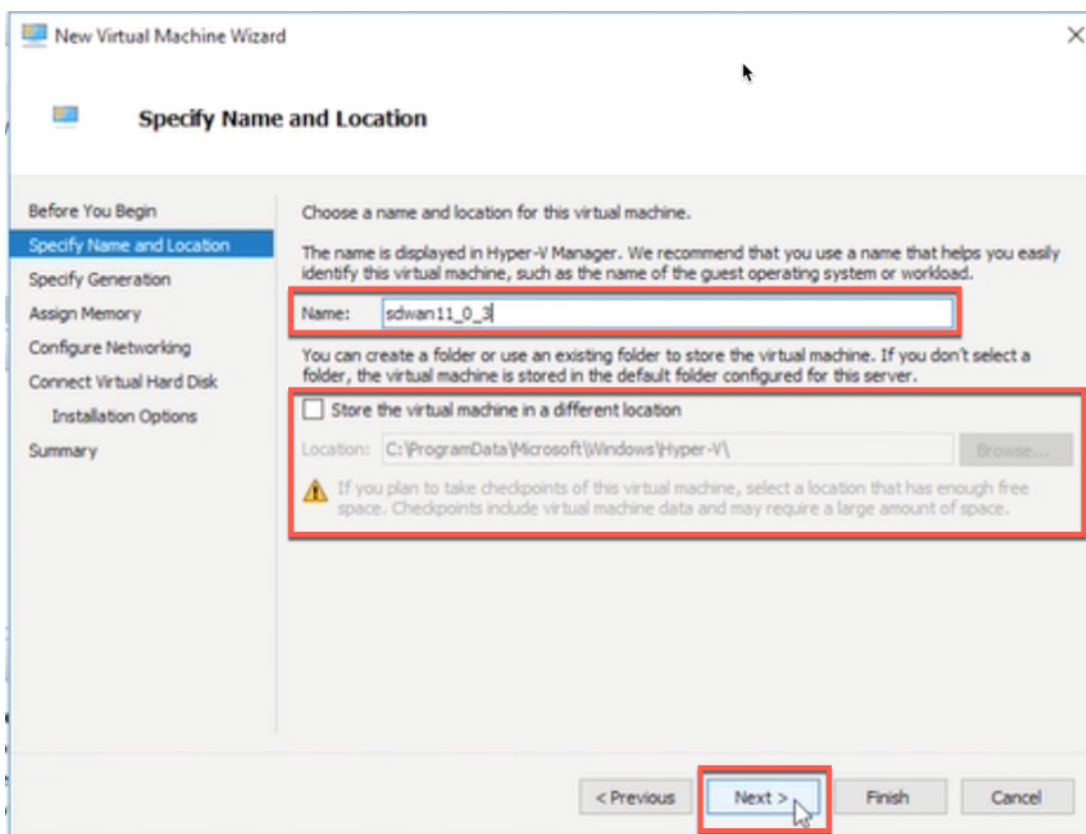 New Virtual Machine Wizard
Specify Name and Location
Before You Begin
Specify Name and Location
Specify Generation
Assign Memory
Configure Networking
Connect Virtual Hard Disk
Installation Options
Summary
Choose a name and location for this virtual machine.
The name is displayed in Hyper-V Manager. We recommend that you use a name that helps you easily
identify this virtual machine, such as the name of the guest operating system or workload.
Name: sdwan11_0_3
You can create a folder or use an existing folder to store the virtual machine. If you don't select a
folder, the virtual machine is stored in the default folder configured for this server.
Store the virtual machine in a different location
Location: C:\ProgramData\Microsoft\Windows\Hyper-V\ Browse...
If you plan to take checkpoints of this virtual machine, select a location that has enough free
space. Checkpoints include virtual machine data and may require a large amount of space.
< Previous Next > Finish Cancel